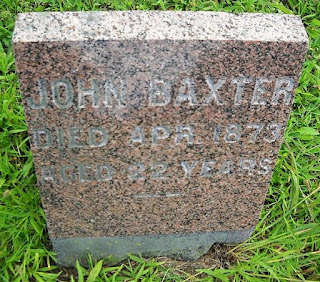 JOHN BAXTER
DIED APR. 1873
AGED 22 YEARS